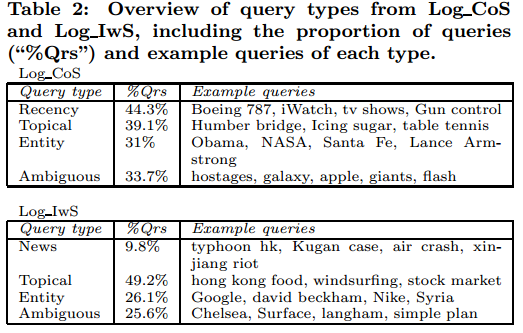 Table 2: Overview of query types from Log_CoS
and Log_IwS, including the proportion of queries
(“%Qrs”) and example queries of each type.
Log_CoS
Query type %Qrs Example queries
Recency 44.3% Boeing 787, iWatch, tv shows, Gun control
Topical 39.1% Humber bridge, Icing sugar, table tennis
Entity 31% Obama, NASA, Santa Fe, Lance Arm-
strong
Ambiguous 33.7% hostages, galaxy, apple, giants, flash
Log_IwS
Query type %Qrs Example queries
News 9.8% typhoon hk, Kugan case, air crash, xin-
jiang riot
Topical 49.2% hong kong food, windsurfing, stock market
Entity 26.1% Google, david beckham, Nike, Syria
Ambiguous 25.6% Chelsea, Surface, langham, simple plan